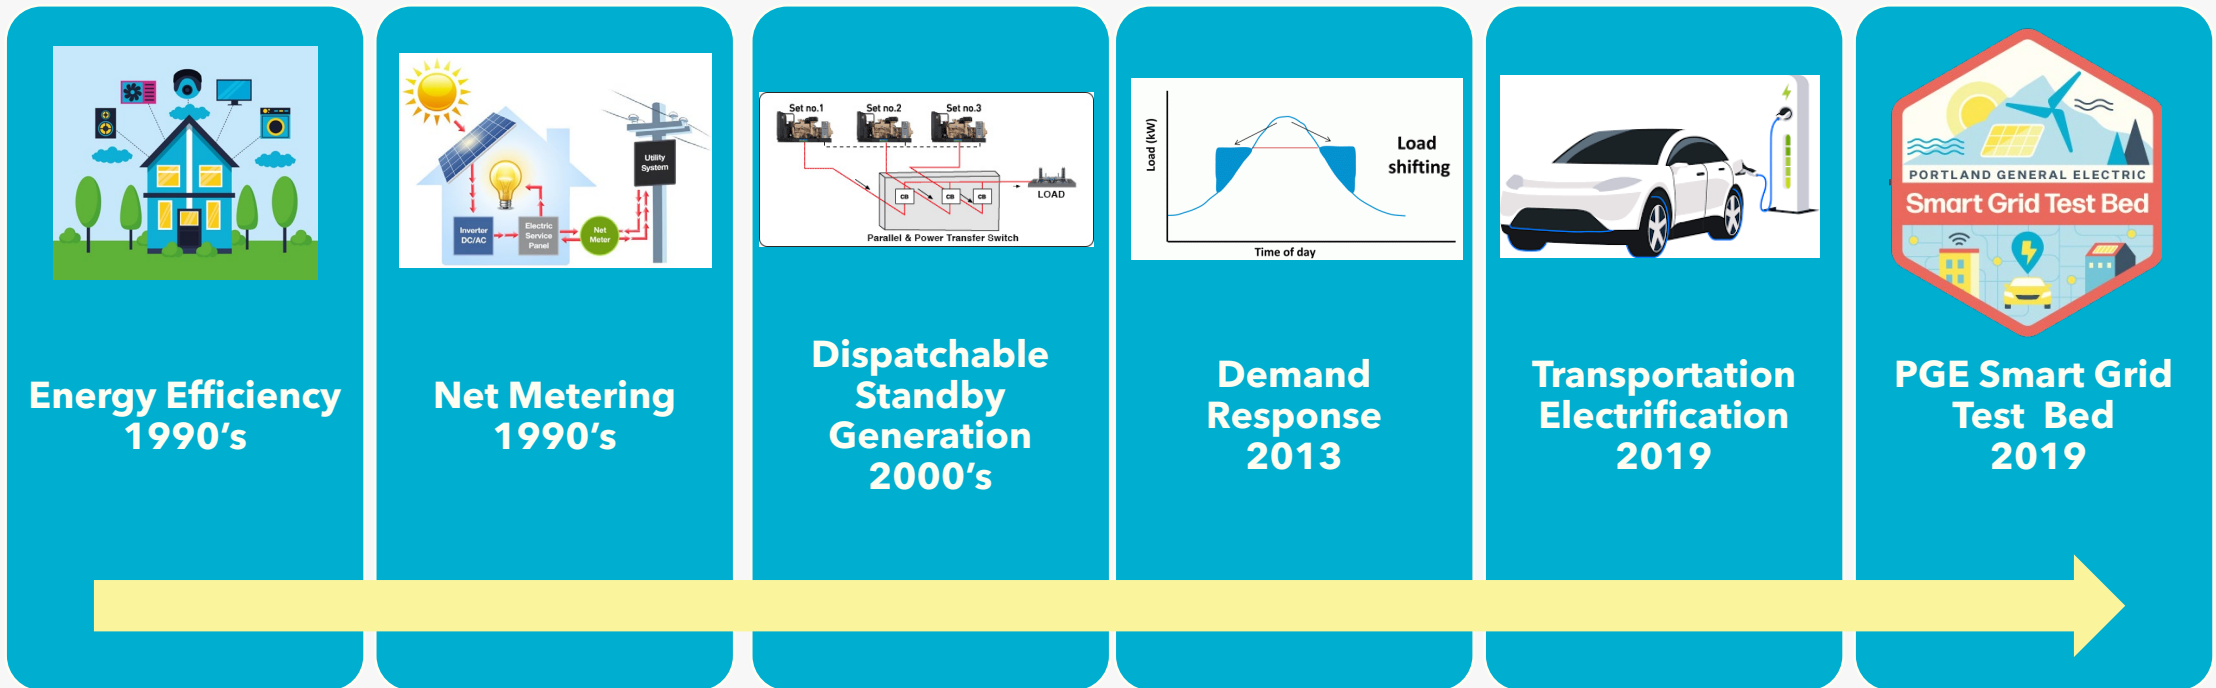 Energy Efficiency
1990’s
Utility
System
Inverter
DC/AC
Electric
Service
Panel
Net
Meter
Net Metering
1990’s
Set no.1
Set no.2
Set no.3
CB
CB
CB
LOAD
Parallel & Power Transfer Switch
Dispatchable
Standby
Generation
2000’s
Load (kW)
Load
shifting
Time of day
Demand
Response
2013
Transportation
Electrification
2019
PORTLAND GENERAL ELECTRIC
Smart Grid Test Bed
PGE Smart Grid
Test  Bed
2019